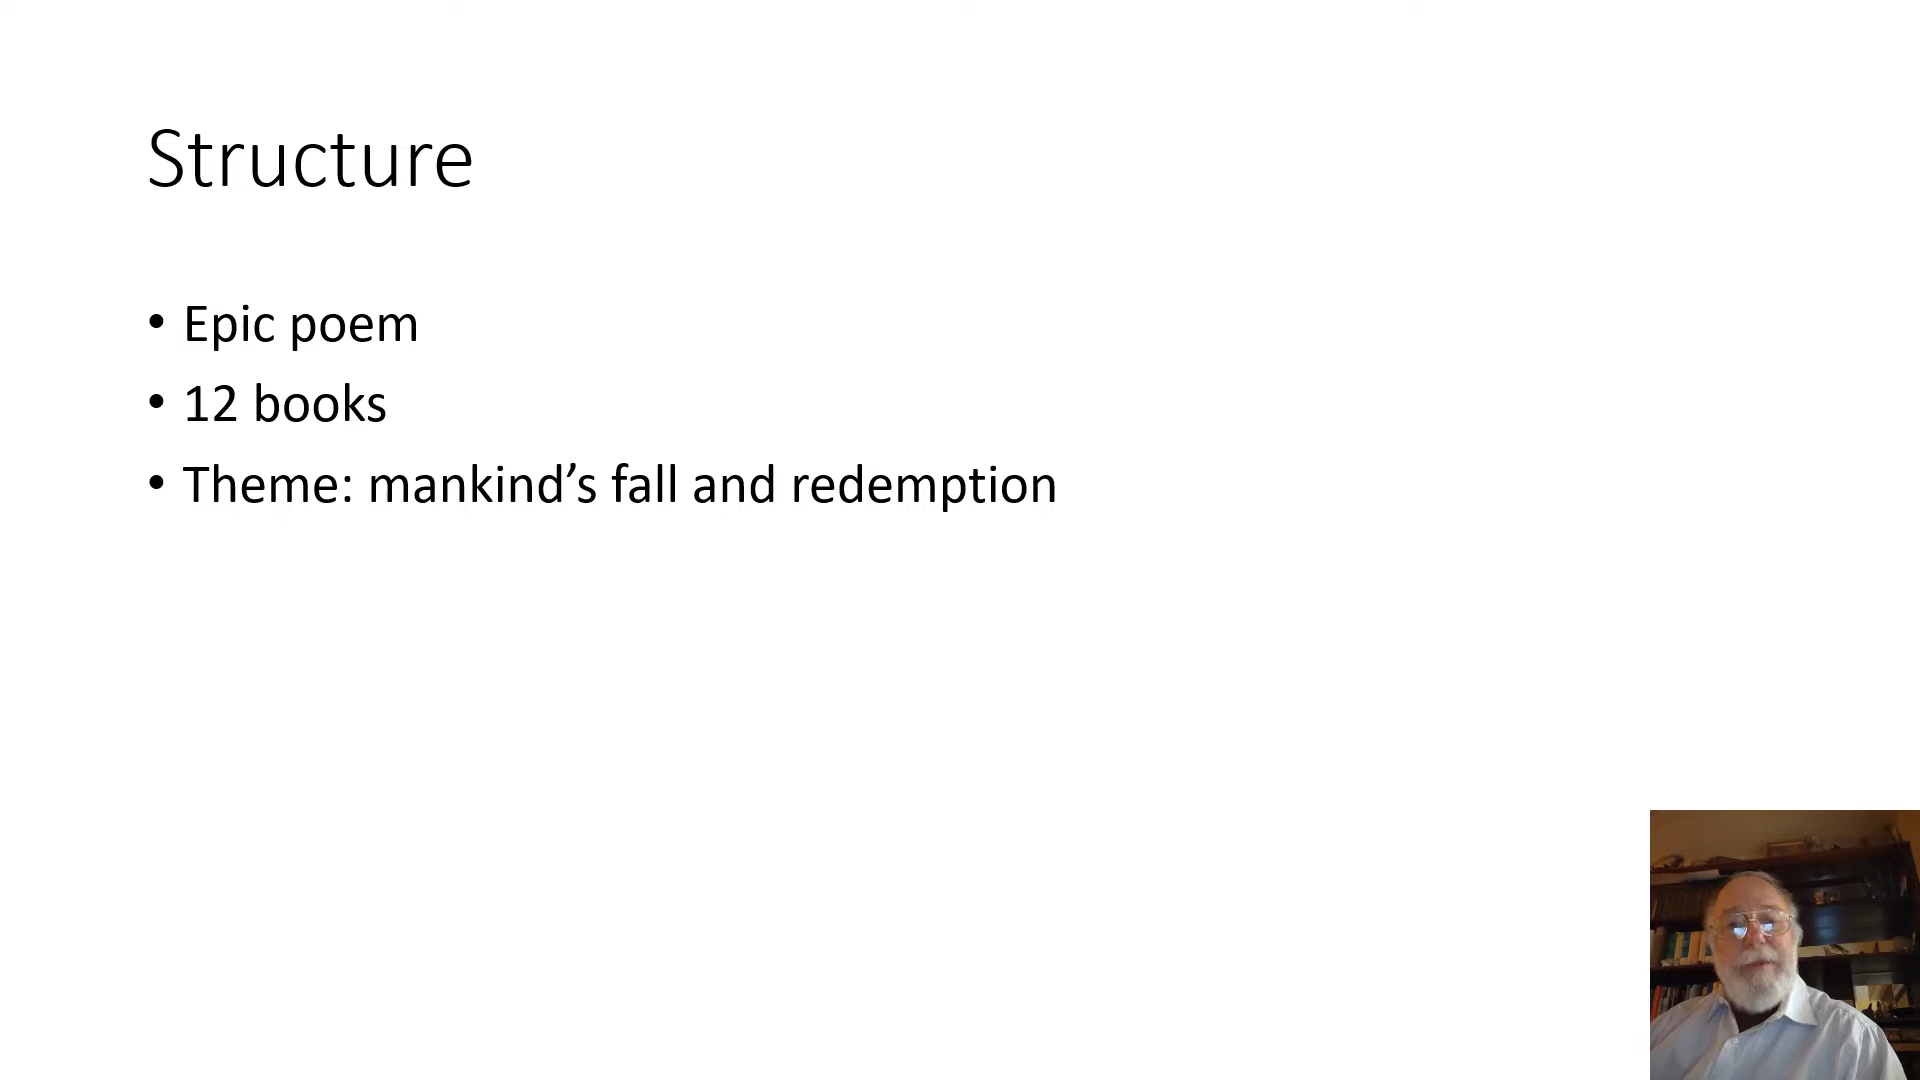 Structure
• Epic poem
• 12 books
• Theme: mankind’s fall and redemption